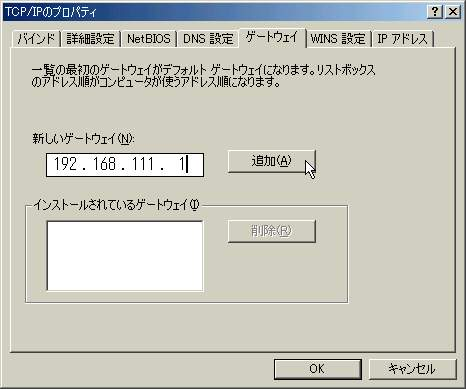 TCP/IPのプロパティ
バインド 詳細設定 NetBIOS DNS 設定 ゲートウェイ WINS 設定 IP アドレス
一覧の最初のゲートウェイがデフォルト ゲートウェイになります。リストボックス
のアドレス順がコンピュータが使うアドレス順になります。
新しいゲートウェイ(N):
192 . 168 . 111 . 1
追加(A)
インストールされているゲートウェイ(I)
削除(R)
OK キャンセル